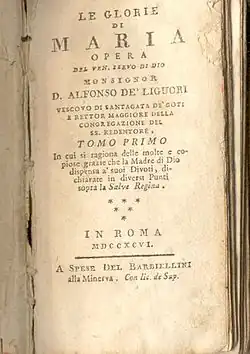 LE GLORIE
DI
MARIA
OPERA
DEL VEN. SERVO DI DIO
MONSIGNOR
D. ALFONSO DE' LIGUORI
VESCOVO DI SANTAGATA DE' GOTI
E RETTOR MAGGIORE DELLA
CONGREGAZIONE DEL
SS. REDENTORE,
TOMO PRIMO
In cui si ragiona delle molte e co-
piose grazie che la Madre di Dio
dispensa a' suoi Divoti, di-
chiarate in diversi Punti
sopra la Salve Regina.
* * *
* *
*
IN ROMA
MDCCXCVI.
A SPESE DEL BARBIELLINI
alla Minerva. Con lic. de Sup.